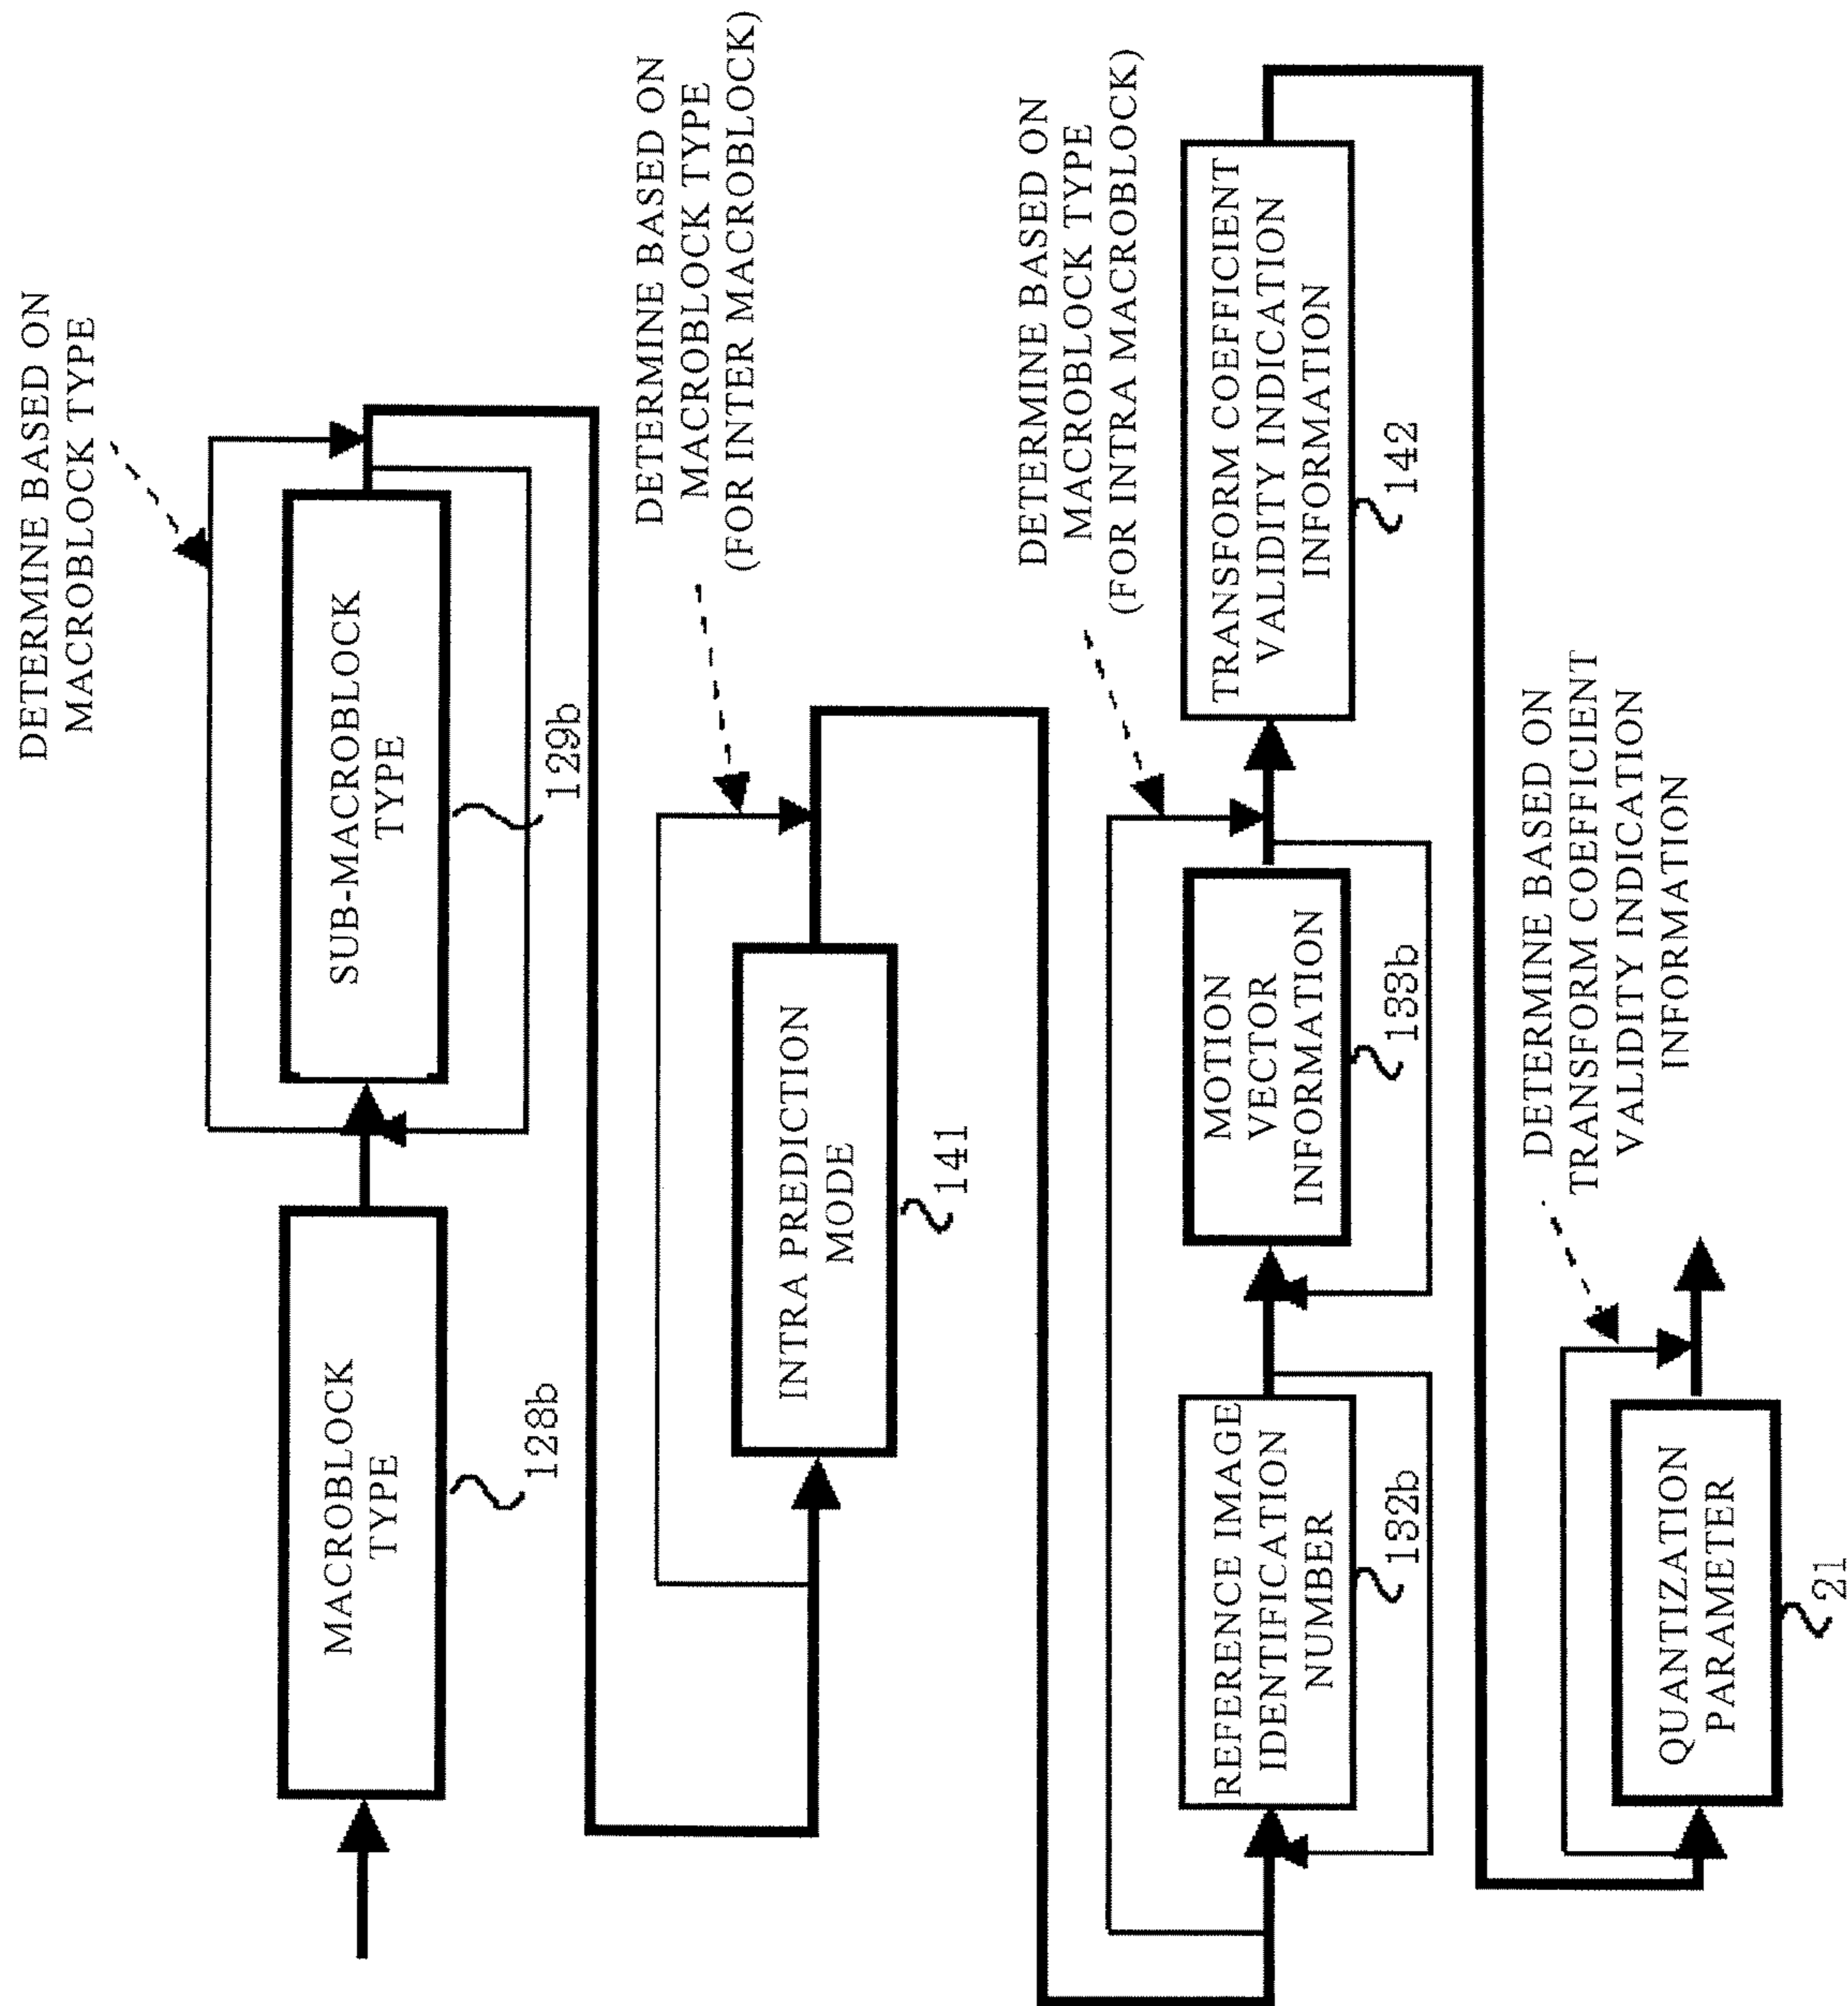 DETERMINE BASED ON
MACROBLOCK TYPE
MACROBLOCK
TYPE
128b
SUB-MACROBLOCK
TYPE
129b
DETERMINE BASED ON
MACROBLOCK TYPE
(FOR INTER MACROBLOCK)
INTRA PREDICTION
MODE
141
DETERMINE BASED ON
MACROBLOCK TYPE
(FOR INTRA MACROBLOCK)
REFERENCE IMAGE
IDENTIFICATION
NUMBER
132b
MOTION
VECTOR
INFORMATION
133b
TRANSFORM COEFFICIENT
VALIDITY INDICATION
INFORMATION
142
DETERMINE BASED ON
TRANSFORM COEFFICIENT
VALIDITY INDICATION
INFORMATION
QUANTIZATION
PARAMETER
21